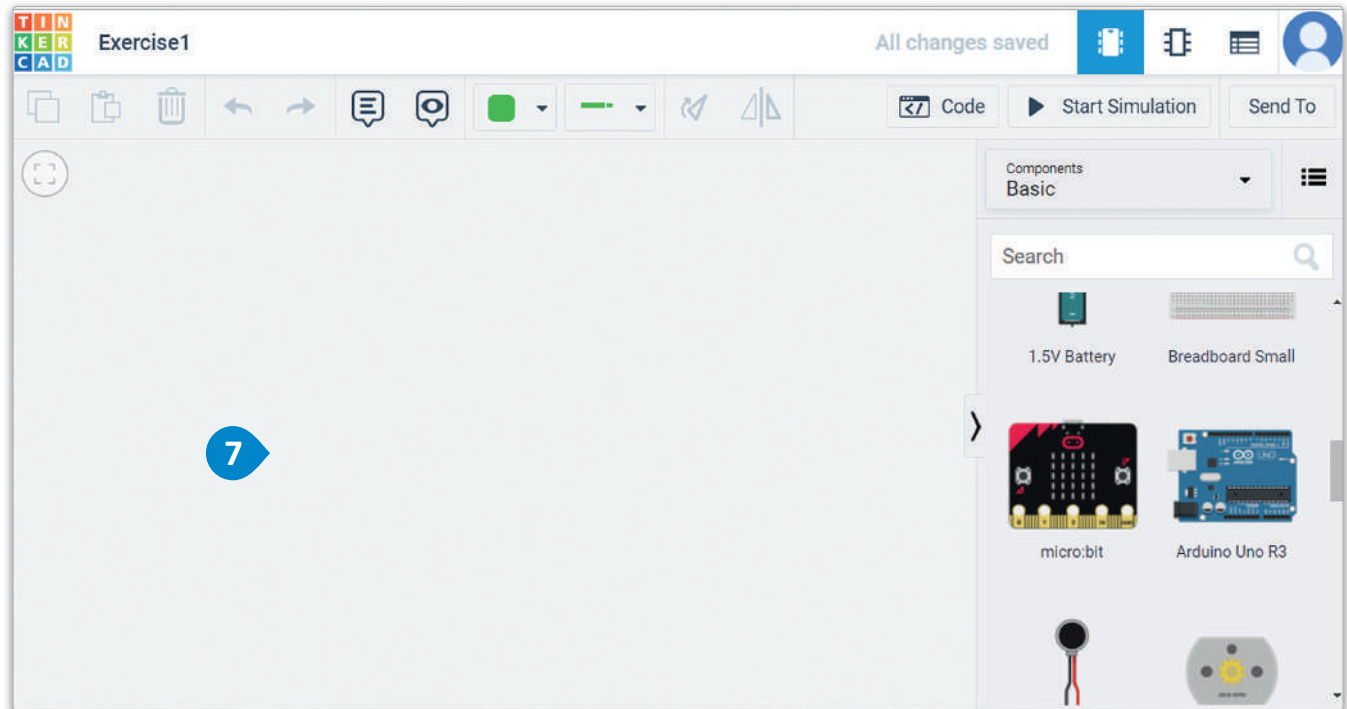 TIN
KER
CAD
Exercise1
All changes saved
Code
Start Simulation
Send To
Components
Basic
Search
1.5V Battery
Breadboard Small
7
micro:bit
Arduino Uno R3